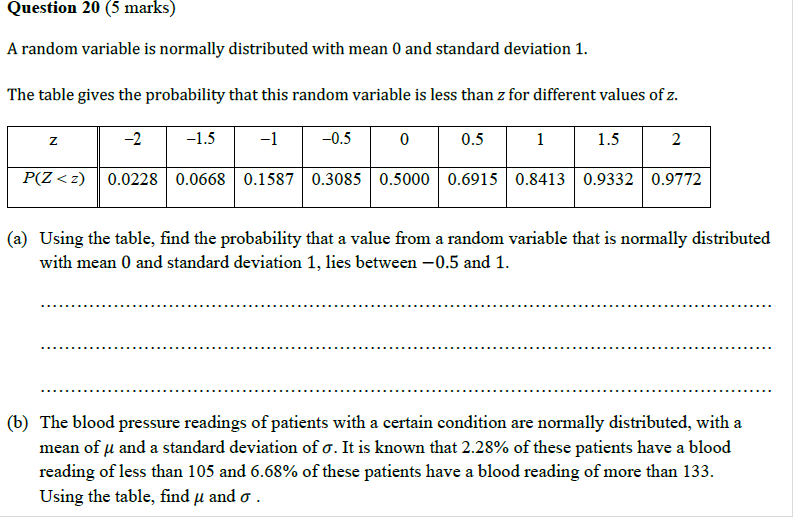 Question 20 (5 marks)
A random variable is normally distributed with mean 0 and standard deviation 1.
The table gives the probability that this random variable is less than z for different values of z.
z −2 −1.5 −1 −0.5 0 0.5 1 1.5 2
P(Z < z) 0.0228 0.0668 0.1587 0.3085 0.5000 0.6915 0.8413 0.9332 0.9772
(a) Using the table, find the probability that a value from a random variable that is normally distributed
with mean 0 and standard deviation 1, lies between −0.5 and 1.
(b) The blood pressure readings of patients with a certain condition are normally distributed, with a
mean of μ and a standard deviation of σ. It is known that 2.28% of these patients have a blood
reading of less than 105 and 6.68% of these patients have a blood reading of more than 133.
Using the table, find μ and σ .